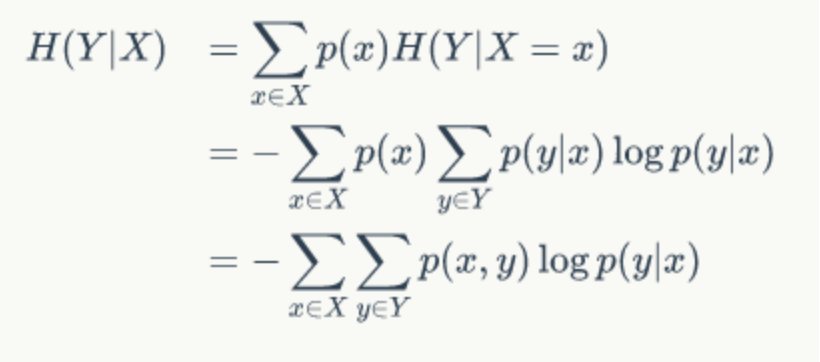 H(Y|X) = ∑_{x∈X} p(x)H(Y|X = x)
= − ∑_{x∈X} p(x) ∑_{y∈Y} p(y|x) log p(y|x)
= − ∑_{x∈X} ∑_{y∈Y} p(x, y) log p(y|x)